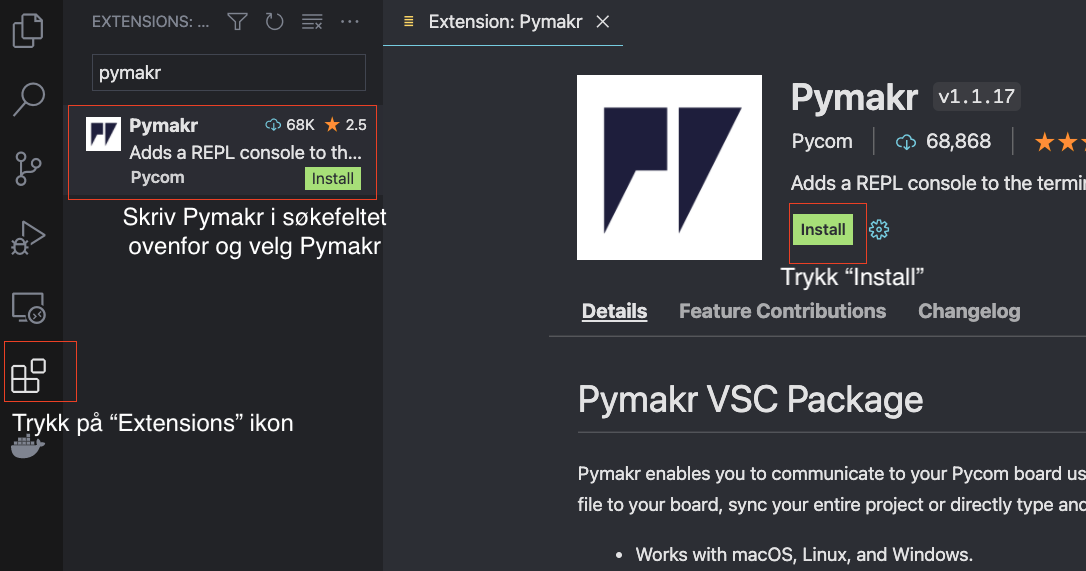 EXTENSIONS: ...
pymakr
Pymakr 68K 2.5
Adds a REPL console to th...
Pycom Install
Skriv Pymakr i søkefeltet
ovenfor og velg Pymakr
Trykk på “Extensions” ikon
Extension: Pymakr
Pymakr v1.1.17
Pycom 68,868
Adds a REPL console to the termin
Install
Trykk “Install”
Details Feature Contributions Changelog
Pymakr VSC Package
Pymakr enables you to communicate to your Pycom board us
file to your board, sync your entire project or directly type and
• Works with macOS, Linux, and Windows.